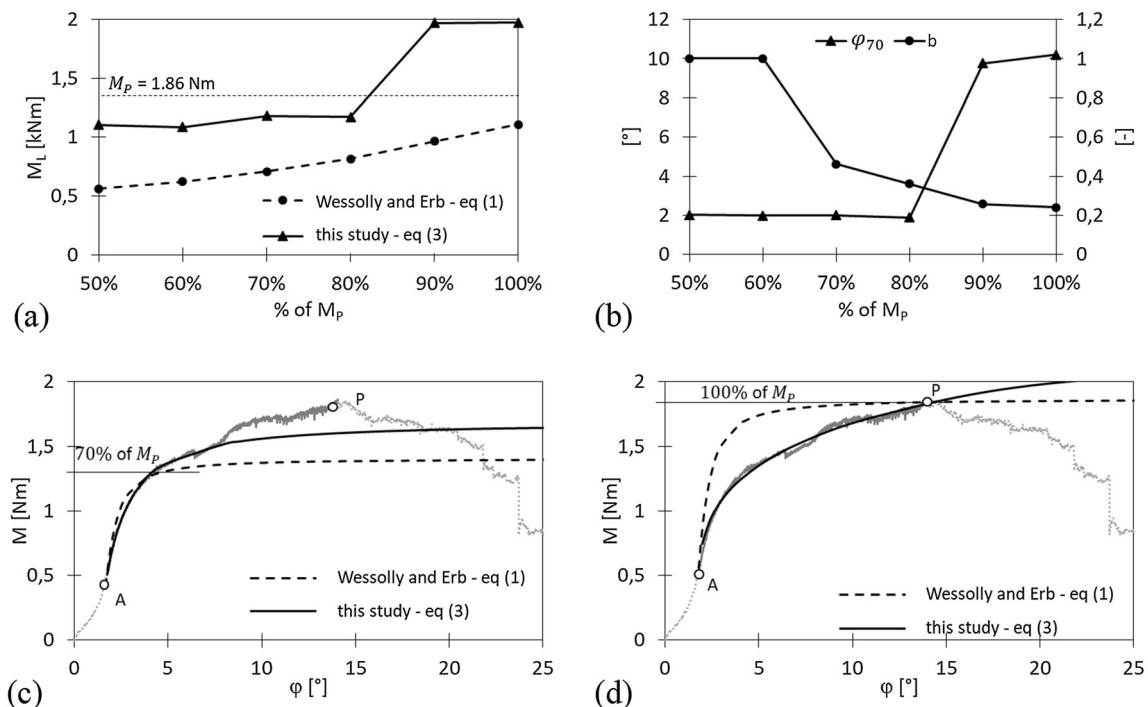 2
1,5
1
0,5
0
M_L [kNm]
M_P = 1.86 Nm
Wessolly and Erb - eq (1)
this study - eq (3)
50% 60% 70% 80% 90% 100%
% of M_P
(a)
12
10
8
6
4
2
0
[°]
φ₇₀ b
1,2
1
0,8
0,6
0,4
0,2
0
[-]
50% 60% 70% 80% 90% 100%
% of M_P
(b)
2
1,5
1
0,5
0
M [Nm]
70% of M_P
P
A
Wessolly and Erb - eq (1)
this study - eq (3)
0 5 10 15 20 25
φ [°]
(c)
2
1,5
1
0,5
0
M [Nm]
100% of M_P
P
A
Wessolly and Erb - eq (1)
this study - eq (3)
0 5 10 15 20 25
φ [°]
(d)